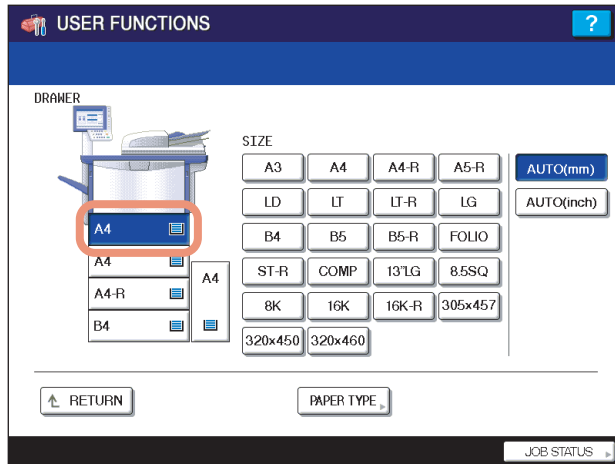 USER FUNCTIONS
?
DRAWER
SIZE
A3 A4 A4-R A5-R AUTO(mm)
LD LT LT-R LG AUTO(inch)
A4
B4 B5 B5-R FOLIO
A4
A4
ST-R COMP 13"LG 8.5SQ
A4-R
8K 16K 16K-R 305x457
B4
320x450 320x460
RETURN
PAPER TYPE
JOB STATUS